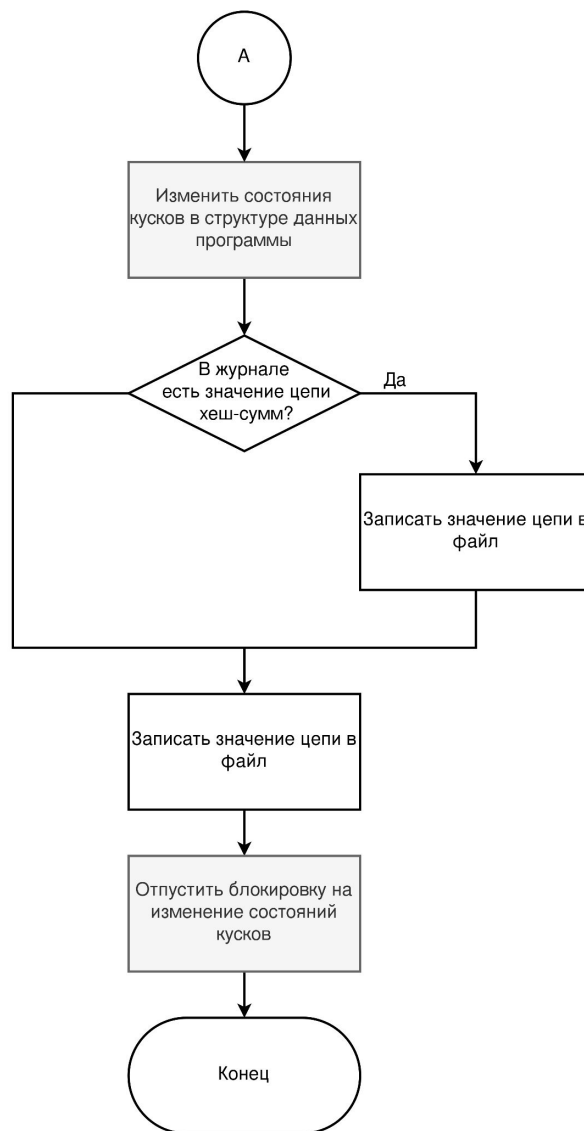 А
Изменить состояния
кусков в структуре данных
программы
В журнале
есть значение цепи
хеш-сумм?
Да
Записать значение цепи в
файл
Записать значение цепи в
файл
Отпустить блокировку на
изменение состояний
кусков
Конец